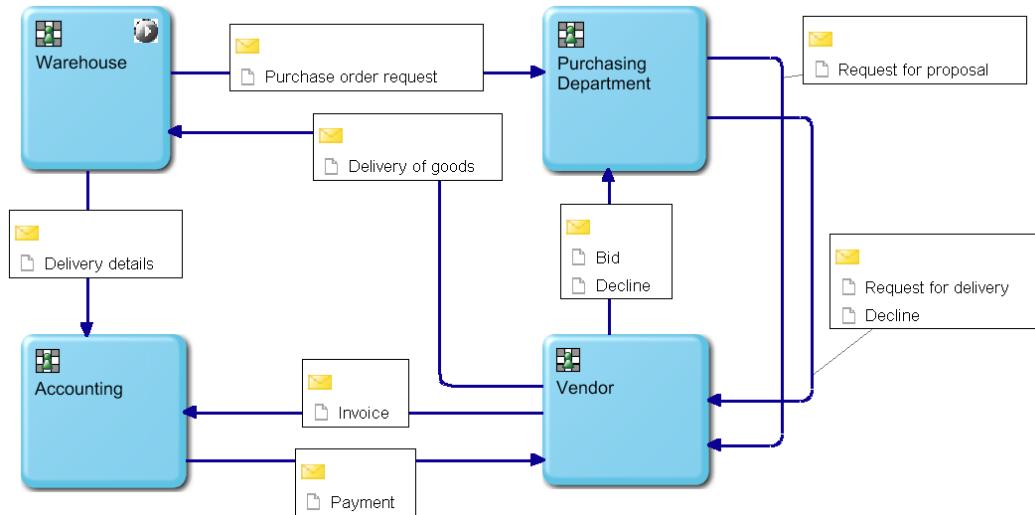 Warehouse
Purchase order request
Purchasing
Department
Request for proposal
Delivery of goods
Delivery details
Bid
Decline
Request for delivery
Decline
Accounting
Invoice
Vendor
Payment